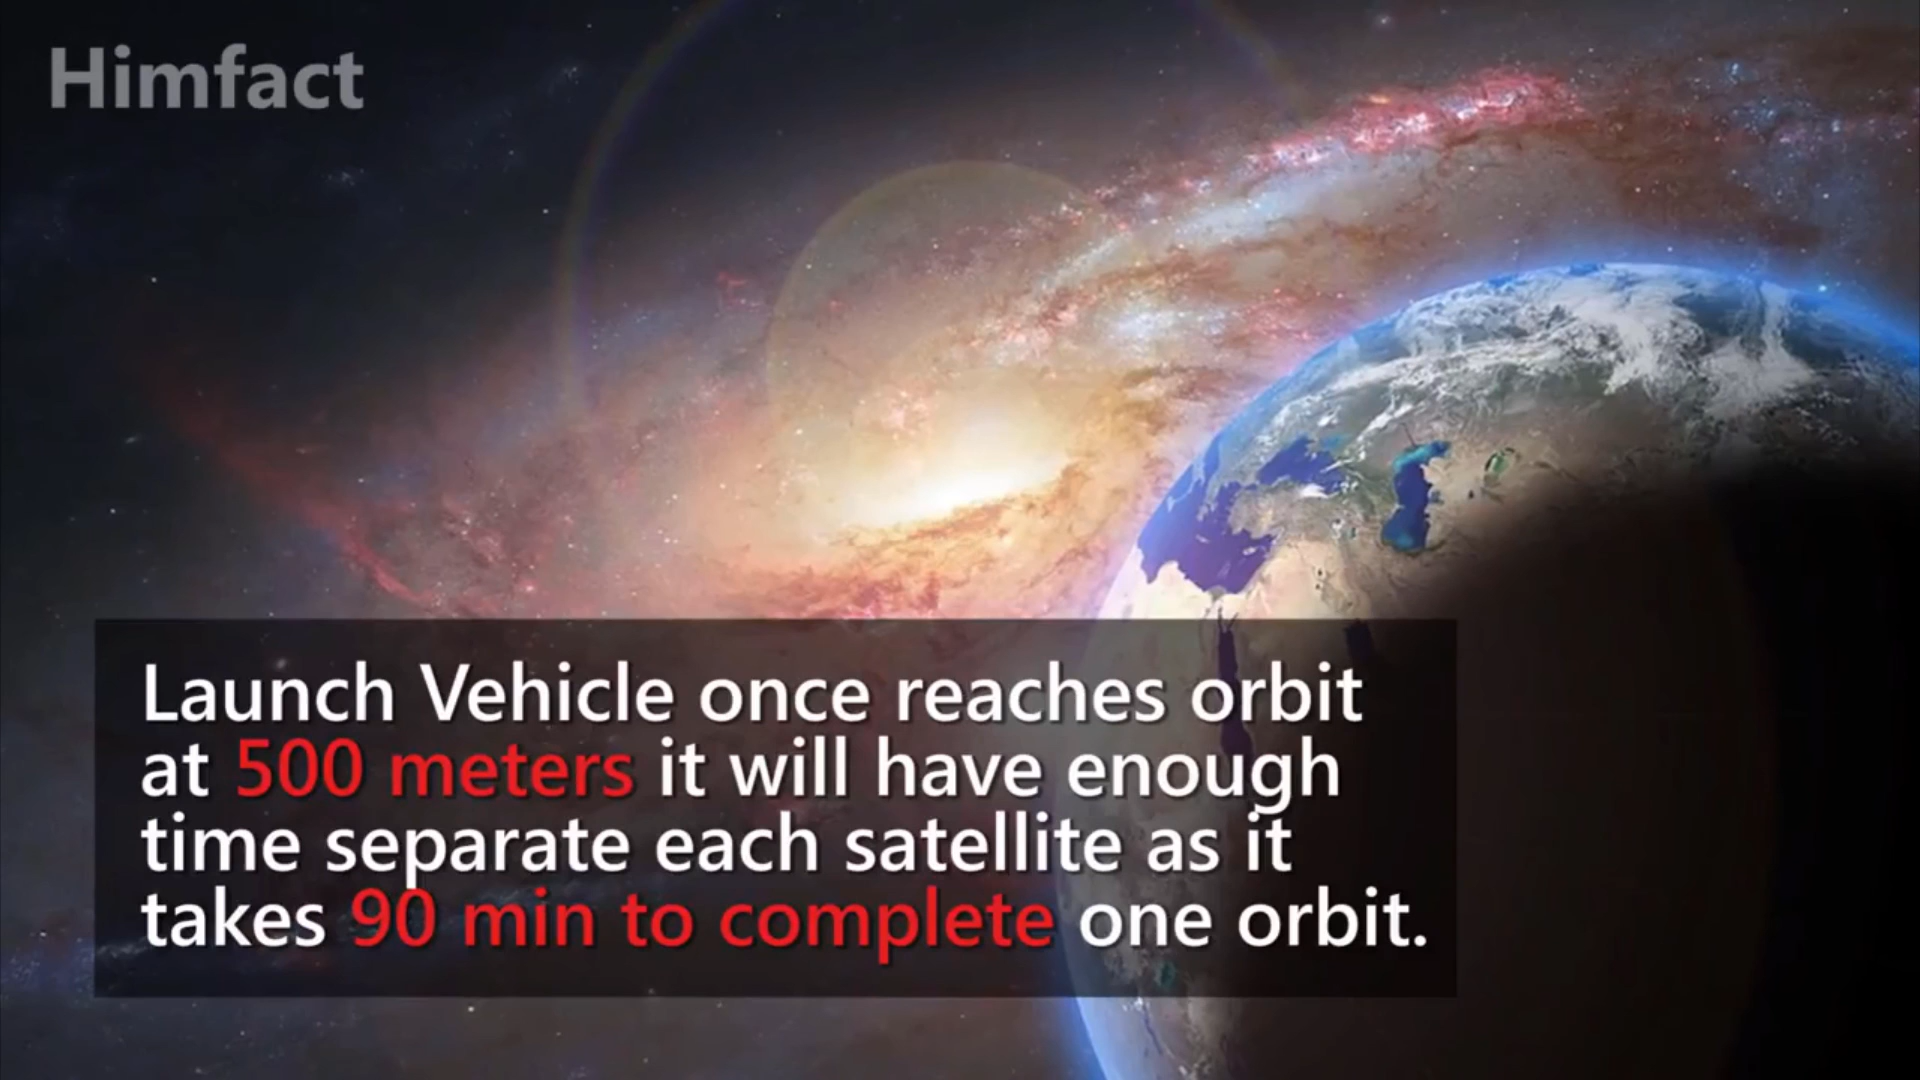 Himfact
Launch Vehicle once reaches orbit
at 500 meters it will have enough
time separate each satellite as it
takes 90 min to complete one orbit.